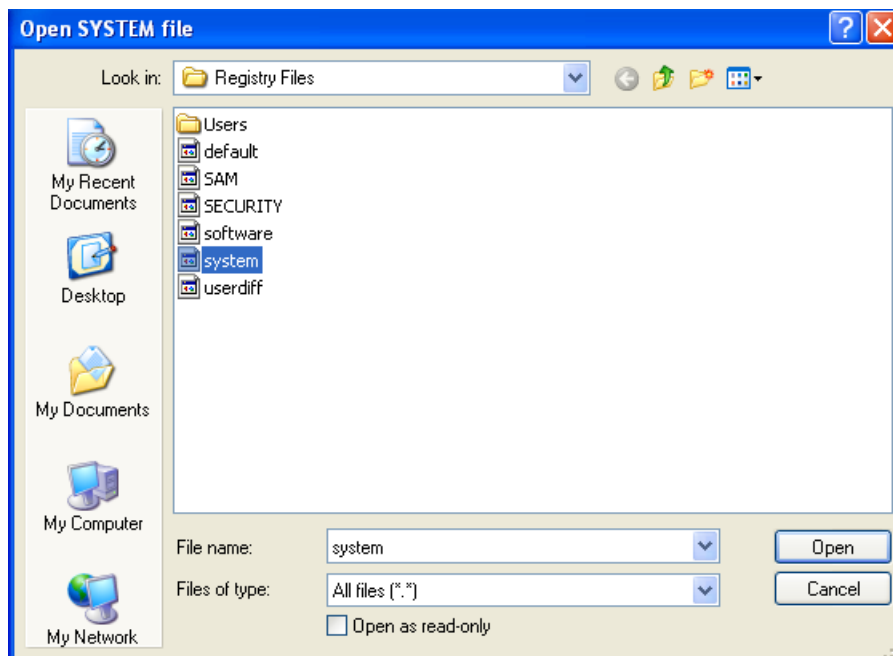 Open SYSTEM file
Look in:
Registry Files
My Recent
Documents
Desktop
My Documents
My Computer
My Network
Users
default
SAM
SECURITY
software
system
userdiff
File name:
system
Open
Files of type:
All files (*.*)
Cancel
Open as read-only